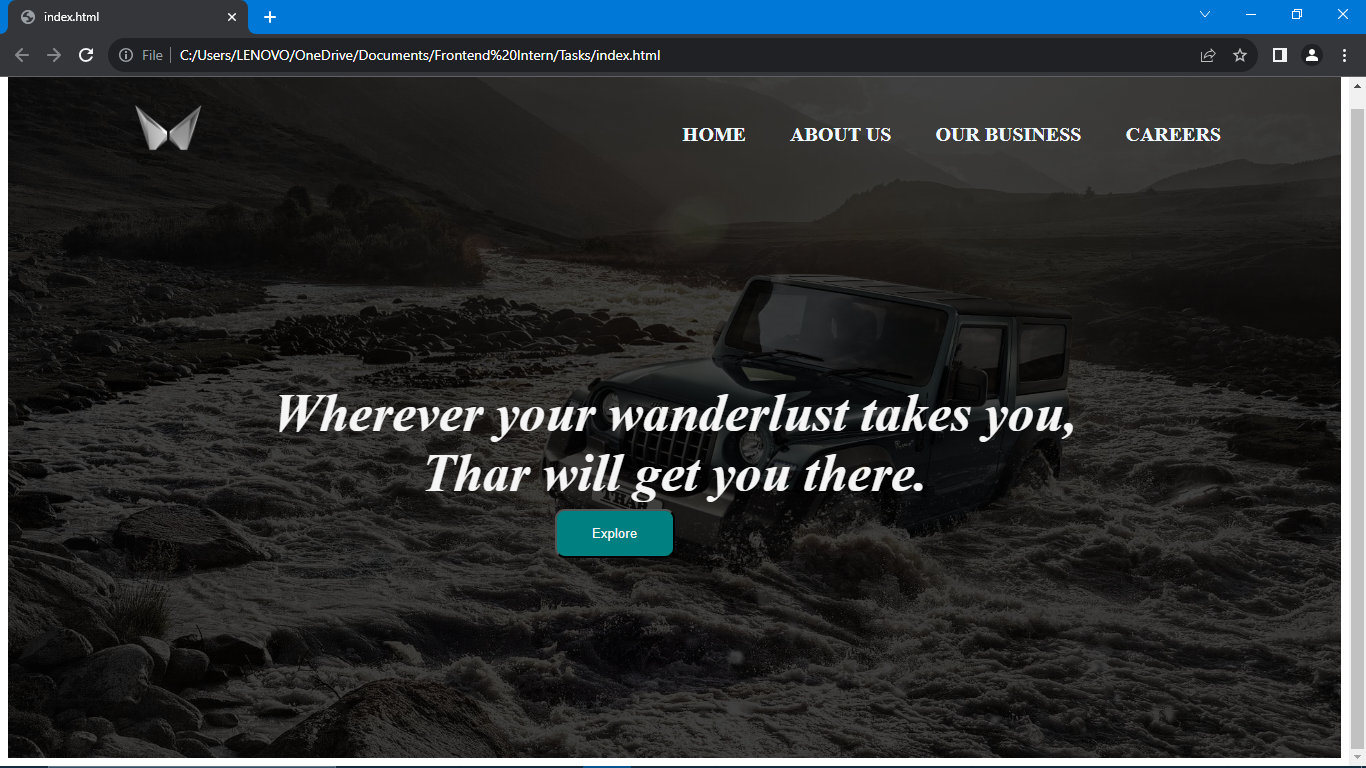 index.html
File
C:/Users/LENOVO/OneDrive/Documents/Frontend%20Intern/Tasks/index.html
HOME ABOUT US OUR BUSINESS CAREERS
Wherever your wanderlust takes you,
Thar will get you there.
THAR
Explore